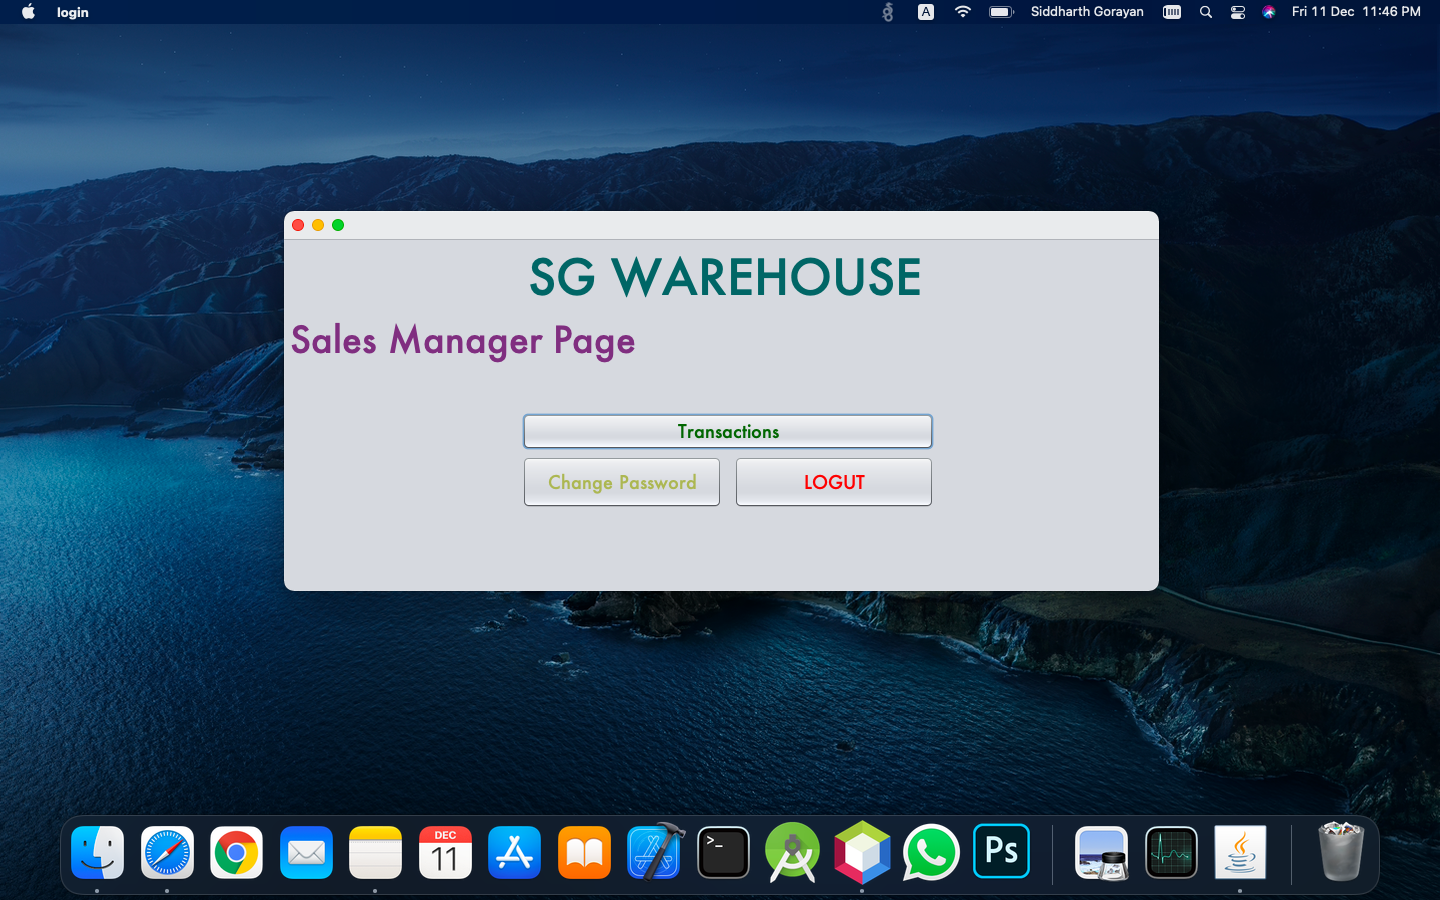 login
A
Siddharth Gorayan
Fri 11 Dec 11:46 PM
SG WAREHOUSE
Sales Manager Page
Transactions
Change Password
LOGUT
DEC
11
>_
Ps